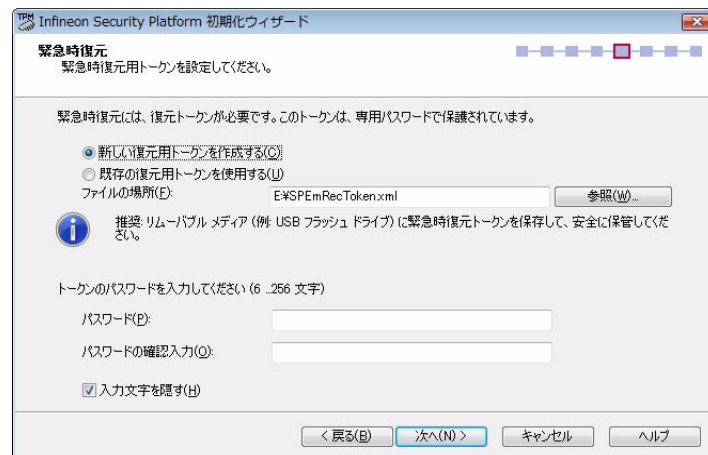 TPM Infineon Security Platform 初期化ウィザード
緊急時復元
緊急時復元用トークンを設定してください。
緊急時復元には、復元トークンが必要です。このトークンは、専用パスワードで保護されています。
新しい復元用トークンを作成する(C)
既存の復元用トークンを使用する(U)
ファイルの場所(F): E:¥SPEmRecToken.xml 参照(W)...
推奨: リムーバブル メディア (例: USB フラッシュ ドライブ) に緊急時復元トークンを保存して、安全に保管してくだ
さい。
トークンのパスワードを入力してください (6 ..256 文字)
パスワード(P):
パスワードの確認入力(O):
入力文字を隠す(H)
< 戻る(B) 次へ(N) > キャンセル ヘルプ